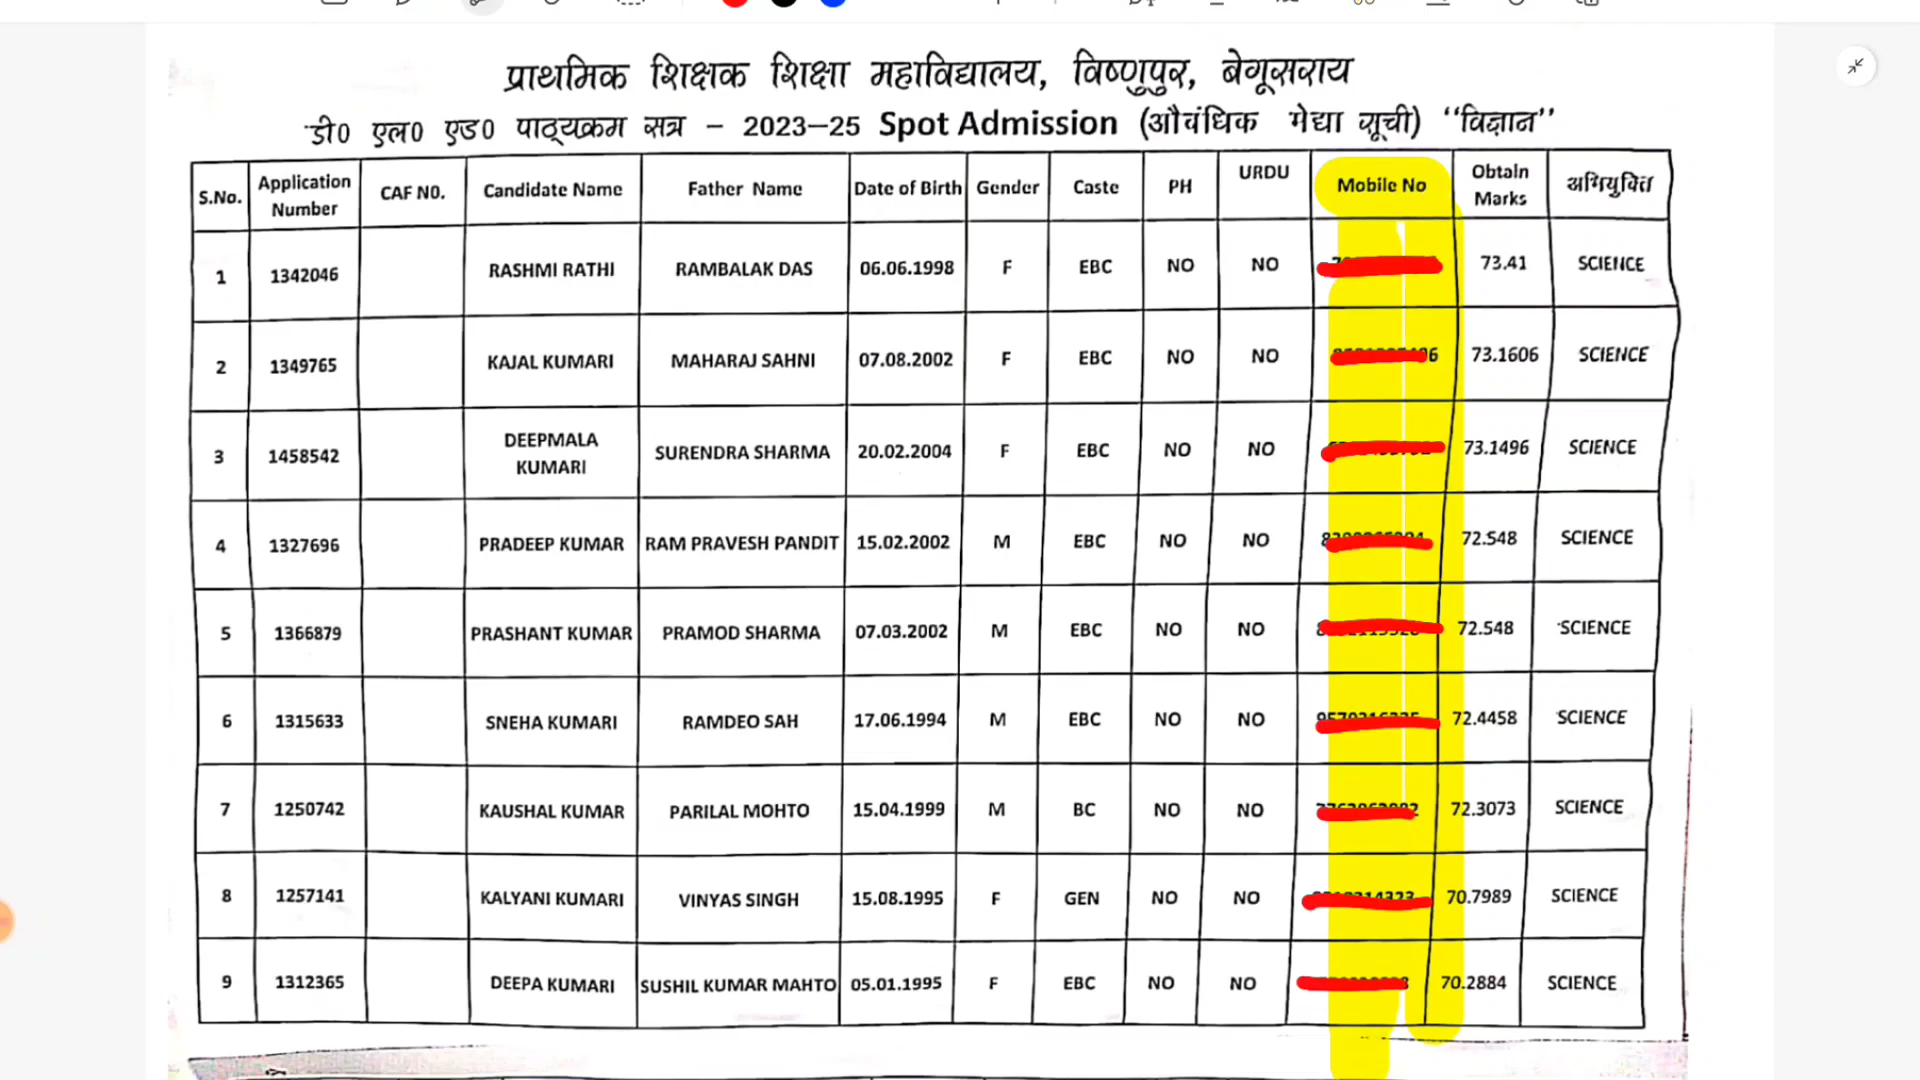 प्राथमिक शिक्षक शिक्षा महाविद्यालय, विष्णुपुर, बेगूसराय
डी0 एल0 एड0 पाठ्यक्रम सत्र – 2023–25 Spot Admission (औवंधिक मेद्या सूची) “विज्ञान”
S.No. Application Number CAF N0. Candidate Name Father Name Date of Birth Gender Caste PH URDU Mobile No Obtain Marks अभियुक्ति
1 1342046 RASHMI RATHI RAMBALAK DAS 06.06.1998 F EBC NO NO 73.41 SCIENCE
2 1349765 KAJAL KUMARI MAHARAJ SAHNI 07.08.2002 F EBC NO NO 73.1606 SCIENCE
3 1458542 DEEPMALA KUMARI SURENDRA SHARMA 20.02.2004 F EBC NO NO 73.1496 SCIENCE
4 1327696 PRADEEP KUMAR RAM PRAVESH PANDIT 15.02.2002 M EBC NO NO 72.548 SCIENCE
5 1366879 PRASHANT KUMAR PRAMOD SHARMA 07.03.2002 M EBC NO NO 72.548 SCIENCE
6 1315633 SNEHA KUMARI RAMDEO SAH 17.06.1994 M EBC NO NO 72.4458 SCIENCE
7 1250742 KAUSHAL KUMAR PARILAL MOHTO 15.04.1999 M BC NO NO 72.3073 SCIENCE
8 1257141 KALYANI KUMARI VINYAS SINGH 15.08.1995 F GEN NO NO 70.7989 SCIENCE
9 1312365 DEEPA KUMARI SUSHIL KUMAR MAHTO 05.01.1995 F EBC NO NO 70.2884 SCIENCE